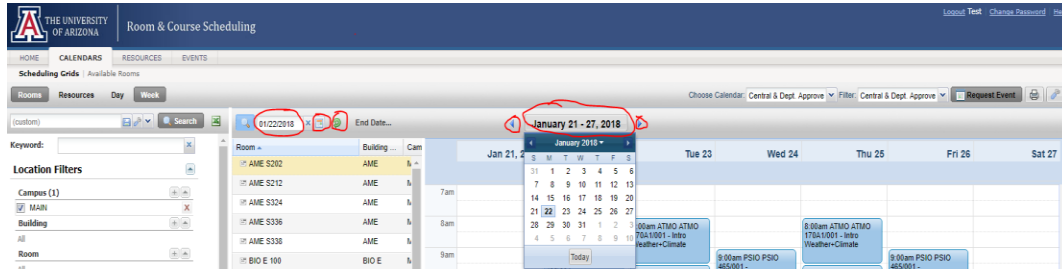 Logout Test Change Password He
THE UNIVERSITY
OF ARIZONA
Room & Course Scheduling
HOME CALENDARS RESOURCES EVENTS
Scheduling Grids | Available Rooms
Rooms Resources Day Week
Choose Calendar: Central & Dept. Approve Filter: Central & Dept. Approve Request Event
(custom) Search 01/22/2018 End Date... January 21 - 27, 2018
Keyword:
Room Building ... Cam
January 2018
Jan 21, 2 Tue 23 Wed 24 Thu 25 Fri 26 Sat 27
S M T W T F S
31 1 2 3 4 5 6
7 8 9 10 11 12 13
14 15 16 17 18 19 20
21 22 23 24 25 26 27
28 29 30 31 1 2 3
4 5 6 7 8 9 10
Today
Location Filters
Campus (1)
MAIN X
Building
All
Room
All
AME S202 AME
AME S212 AME
AME S324 AME
AME S336 AME
AME S338 AME
BIO E 100 BIO E
7am
8am
9am
:00am ATMO ATMO
170A1/001 - Intro
Weather+Climate
8:00am ATMO ATMO
170A1/001 - Intro
Weather+Climate
9:00am PSIO PSIO
465/001 -
9:00am PSIO PSIO
465/001 -